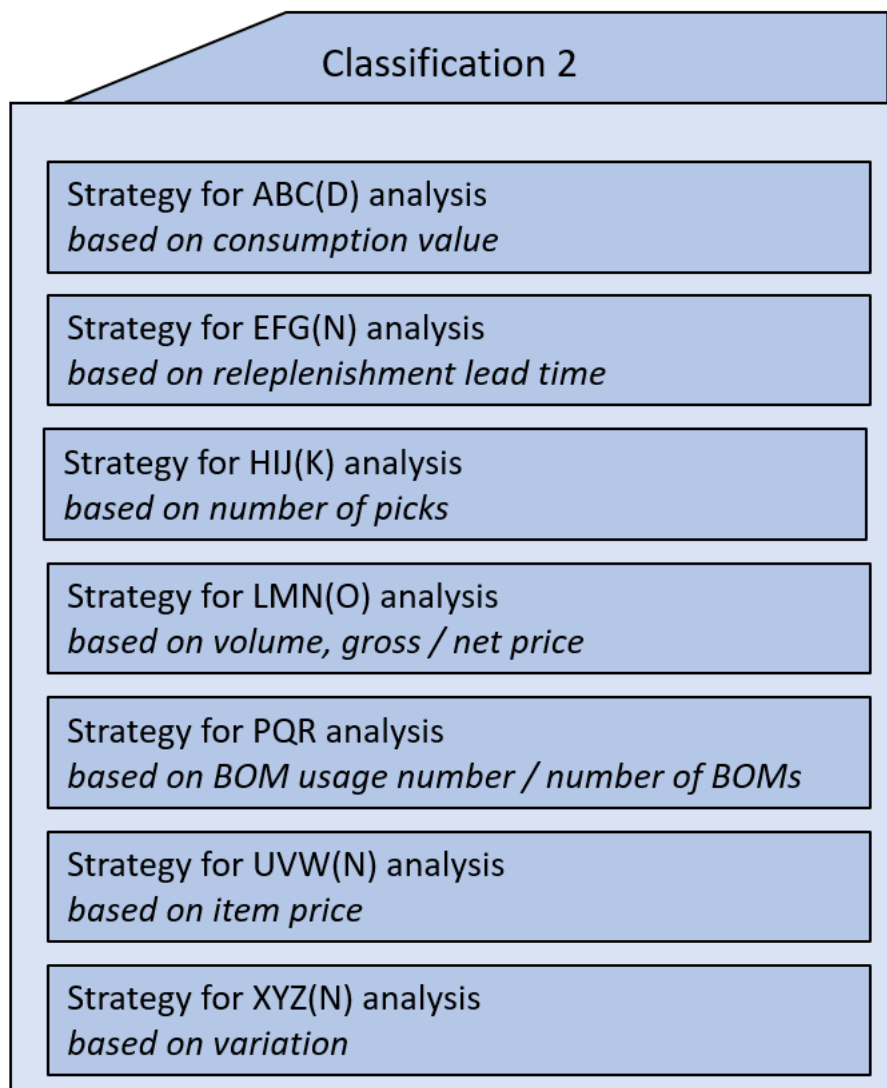 Classification 2
Strategy for ABC(D) analysis
based on consumption value
Strategy for EFG(N) analysis
based on releplenishment lead time
Strategy for HIJ(K) analysis
based on number of picks
Strategy for LMN(O) analysis
based on volume, gross / net price
Strategy for PQR analysis
based on BOM usage number / number of BOMs
Strategy for UVW(N) analysis
based on item price
Strategy for XYZ(N) analysis
based on variation